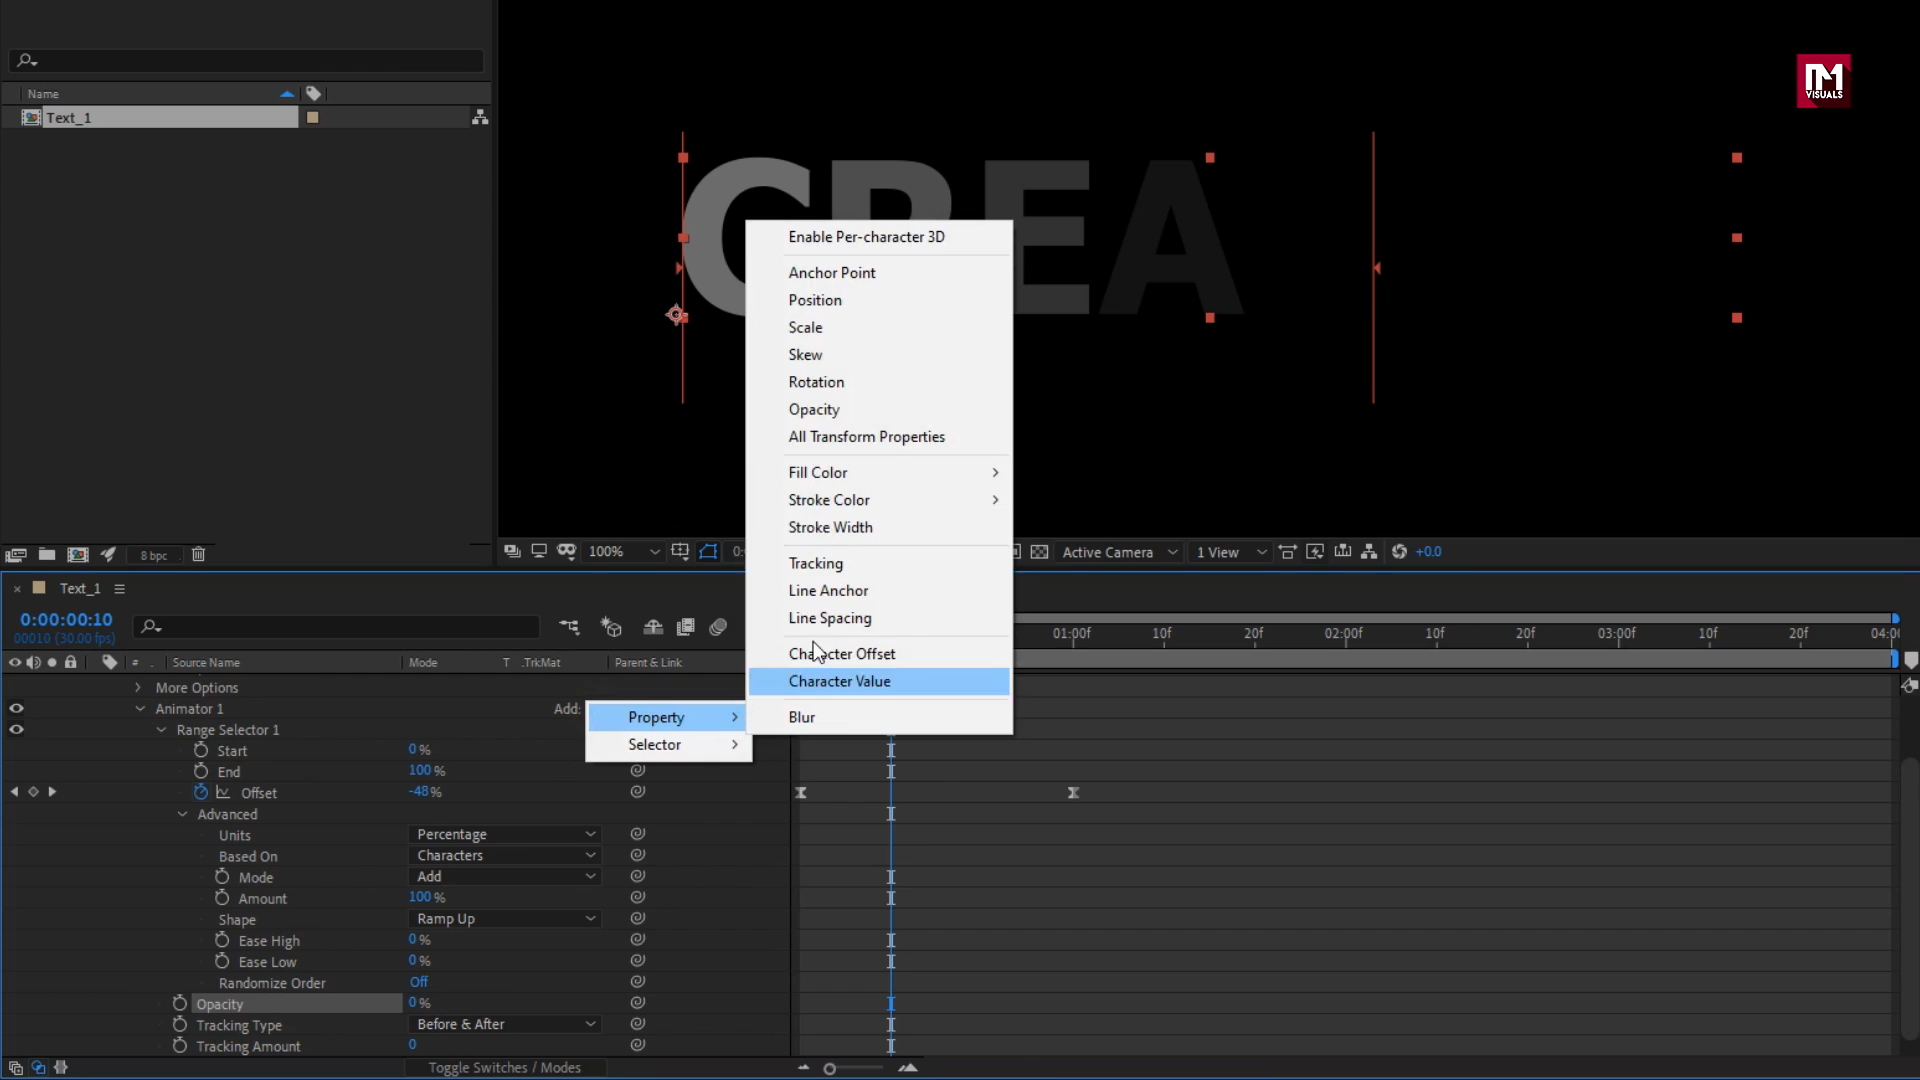 TM
VISUALS
Name
Text_1
CREA
Enable Per-character 3D
Anchor Point
Position
Scale
Skew
Rotation
Opacity
All Transform Properties
Fill Color
Stroke Color
Stroke Width
Tracking
Line Anchor
Line Spacing
Character Offset
Character Value
Blur
8 bpc
100%
0:
Active Camera
1 View
+0.0
Text_1
0:00:00:10
00010 (30.00 fps)
01:00f 10f 20f 02:00f 10f 20f 03:00f 10f 20f 04:00
# Source Name Mode T .TrkMat Parent & Link
More Options
Animator 1 Add:
Property
Selector
Range Selector 1
Start 0 %
End 100 %
Offset -48%
Advanced
Units Percentage
Based On Characters
Mode Add
Amount 100 %
Shape Ramp Up
Ease High 0 %
Ease Low 0 %
Randomize Order Off
Opacity 0 %
Tracking Type Before & After
Tracking Amount 0
Toggle Switches / Modes